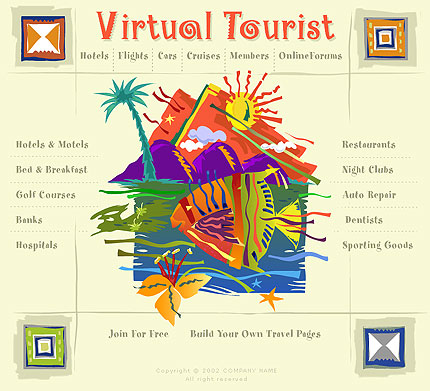 Virtual Tourist
Hotels Flights Cars Cruises Members OnlineForums
Hotels & Motels
Bed & Breakfast
Golf Courses
Banks
Hospitals
Restaurants
Night Clubs
Auto Repair
Dentists
Sporting Goods
Join For Free Build Your Own Travel Pages
Copyright © 2002 COMPANY NAME
All right reserved